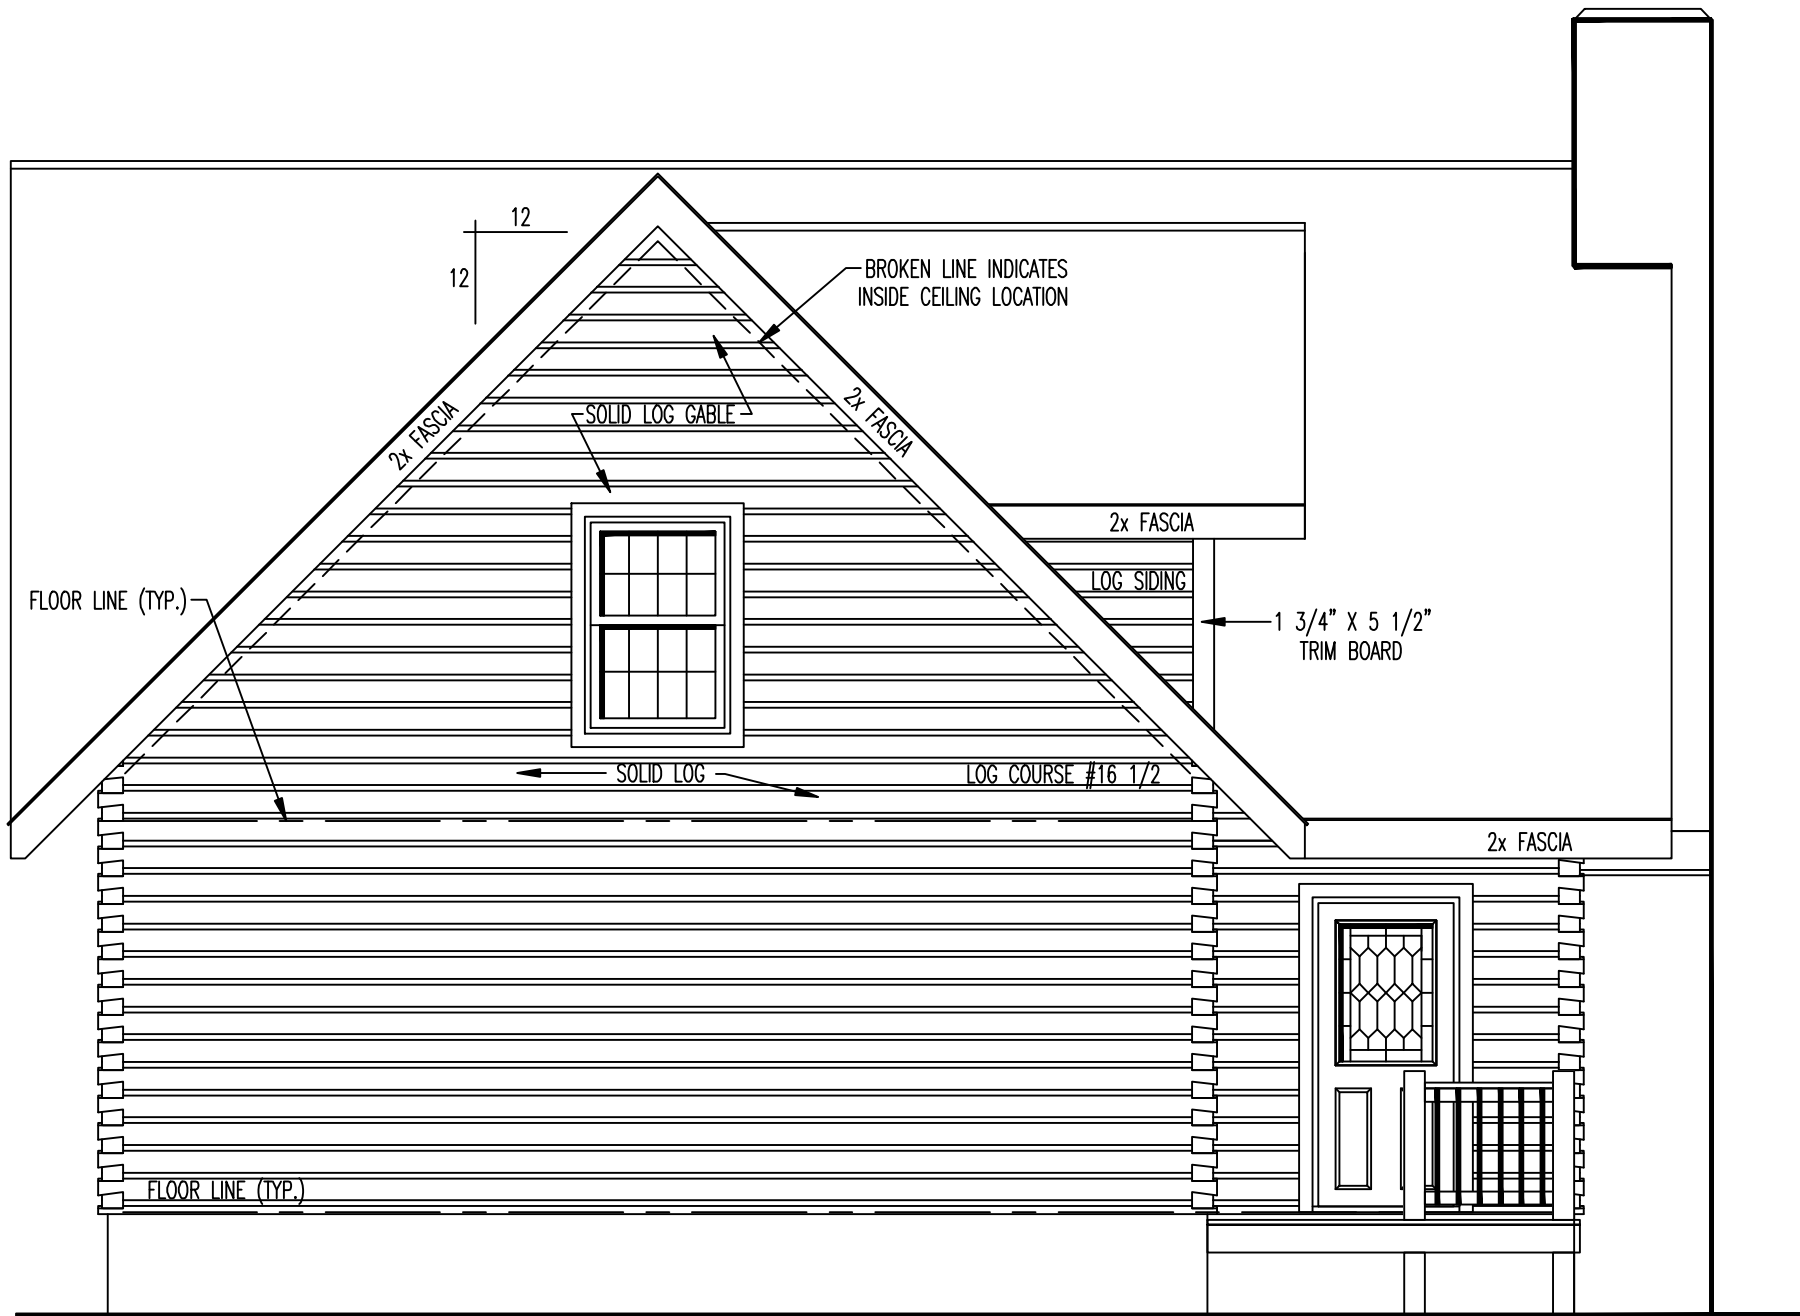 12
12
BROKEN LINE INDICATES
INSIDE CEILING LOCATION
2x FASCIA
SOLID LOG GABLE
2x FASCIA
2x FASCIA
LOG SIDING
FLOOR LINE (TYP.)
1 3/4" X 5 1/2"
TRIM BOARD
SOLID LOG
LOG COURSE #16 1/2
2x FASCIA
FLOOR LINE (TYP.)